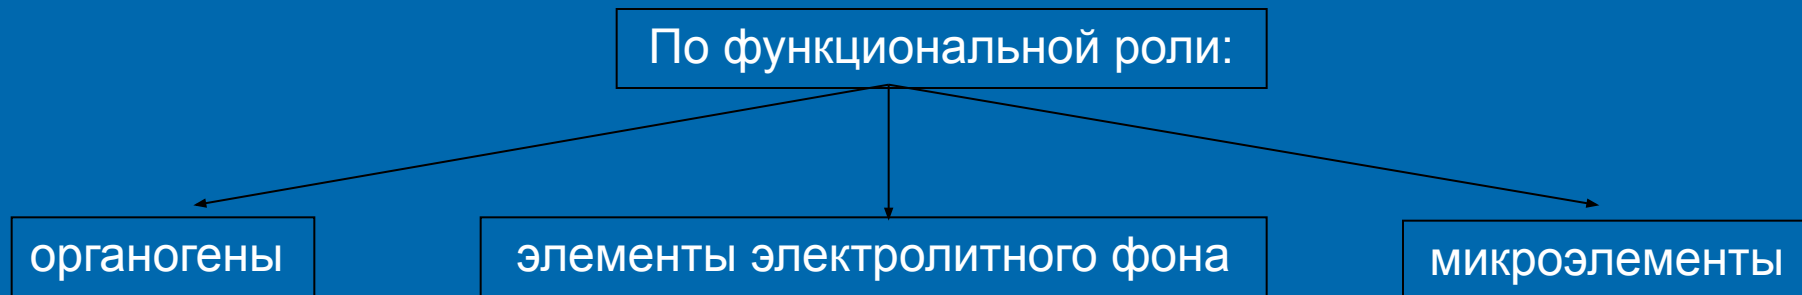 По функциональной роли:
органогены
элементы электролитного фона
микроэлементы